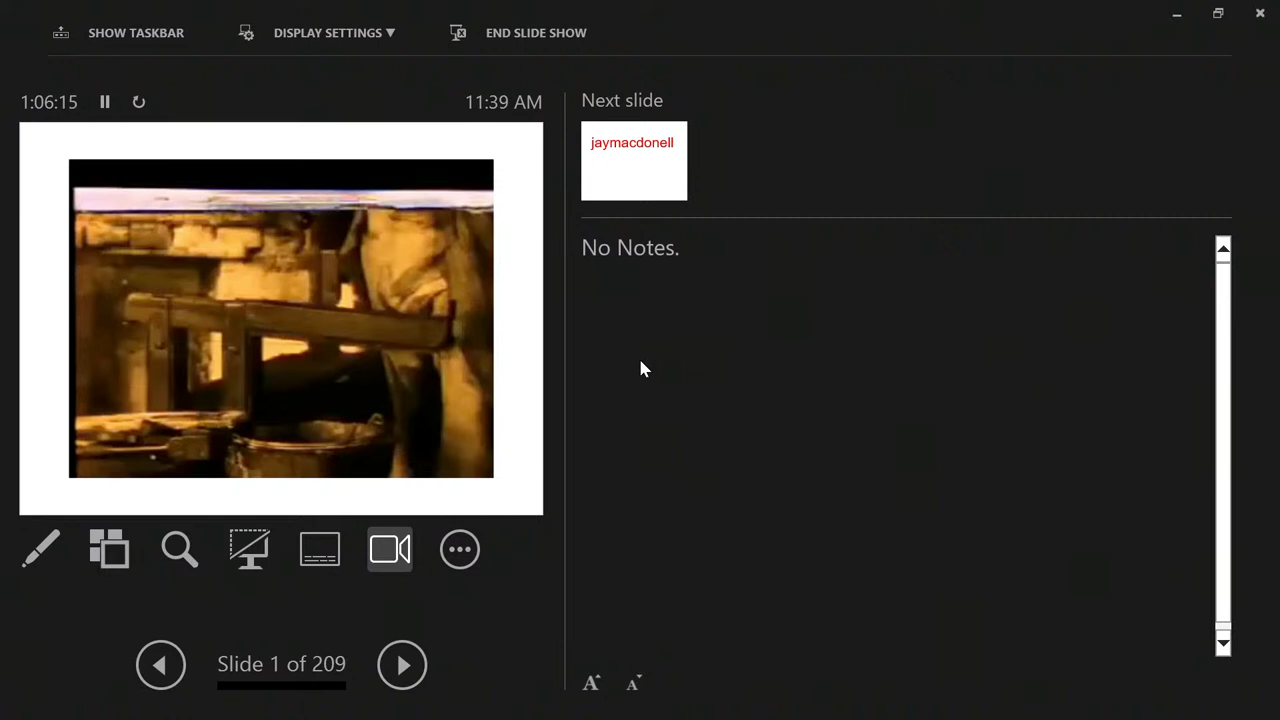 SHOW TASKBAR
DISPLAY SETTINGS ▼
END SLIDE SHOW
1:06:15
11:39 AM
Next slide
jaymacdonell
No Notes.
Slide 1 of 209
A
A